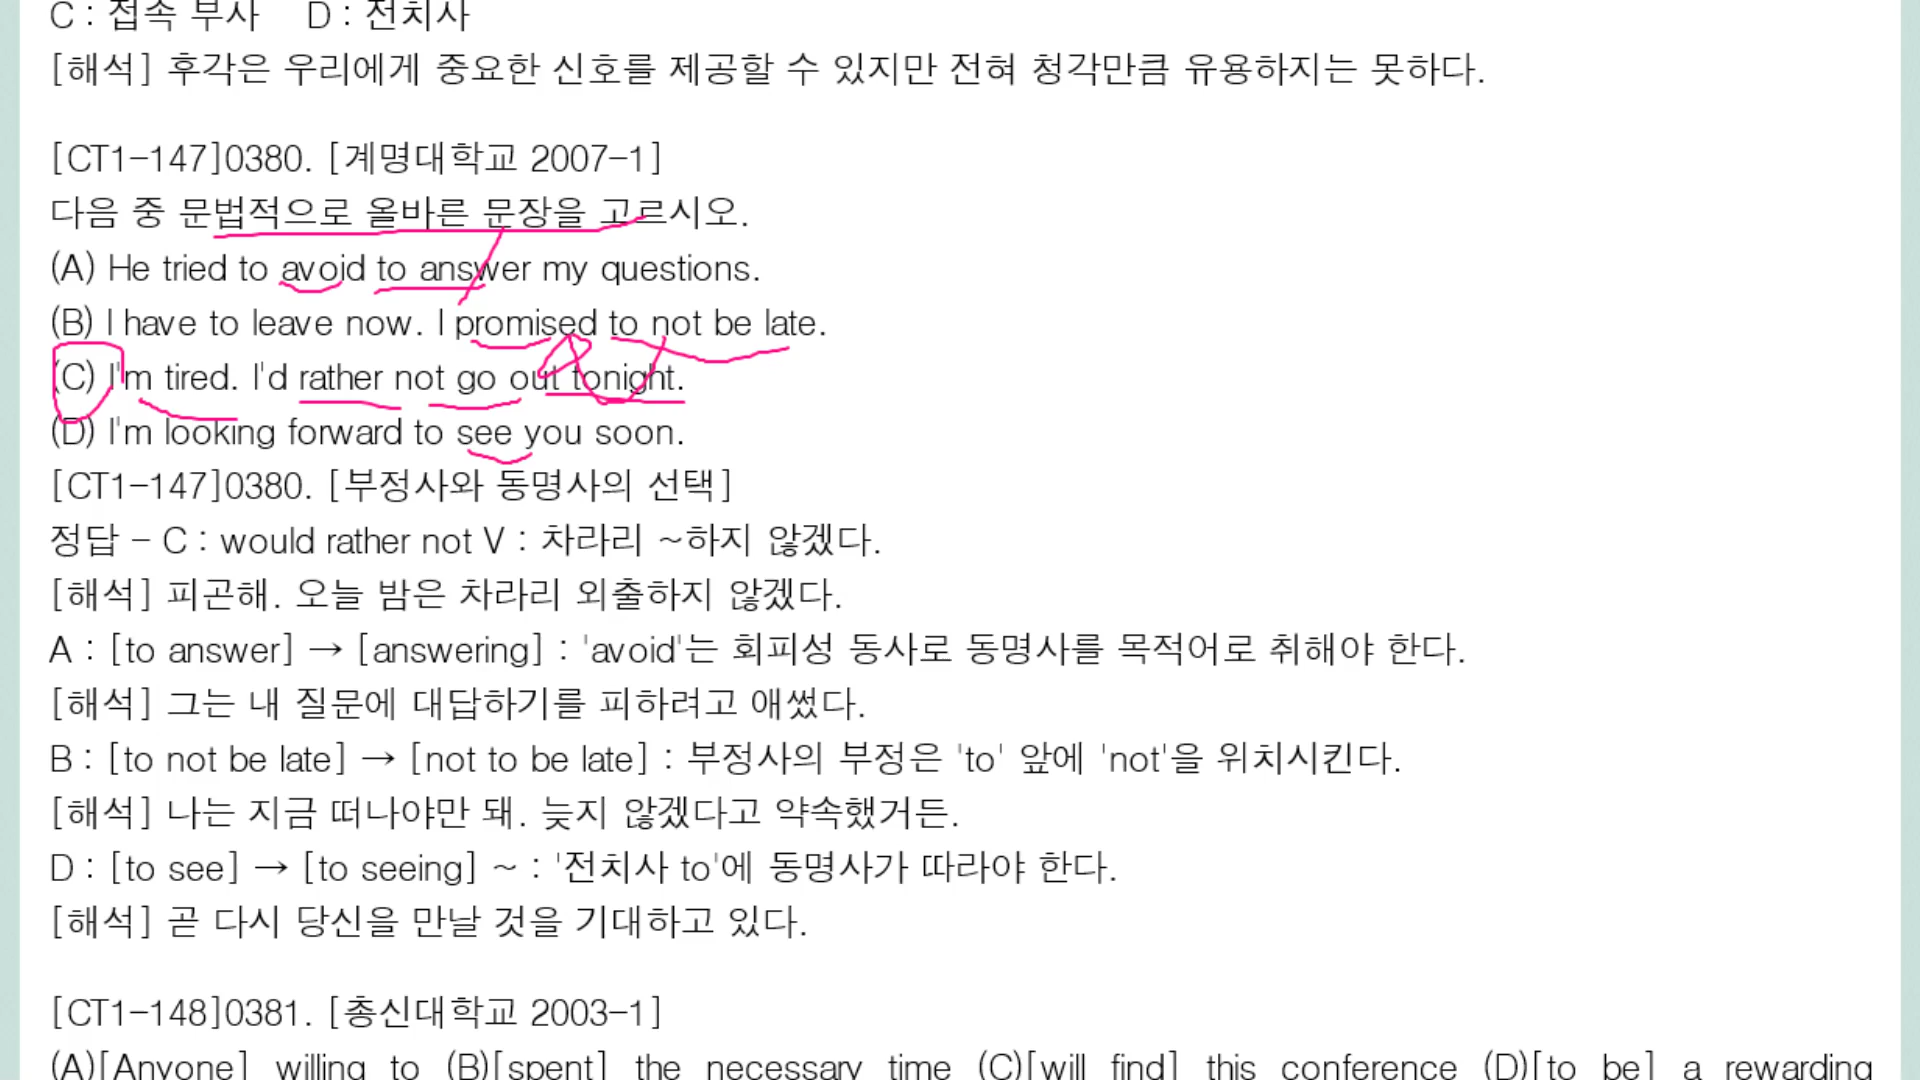 C : 접속 부사 D : 전치사
[해석] 후각은 우리에게 중요한 신호를 제공할 수 있지만 전혀 청각만큼 유용하지는 못하다.
[CT1-147]0380. [계명대학교 2007-1]
다음 중 문법적으로 올바른 문장을 고르시오.
(A) He tried to avoid to answer my questions.
(B) I have to leave now. I promised to not be late.
(C) I'm tired. I'd rather not go out tonight.
(D) I'm looking forward to see you soon.
[CT1-147]0380. [부정사와 동명사의 선택]
정답 - C : would rather not V : 차라리 ~하지 않겠다.
[해석] 피곤해. 오늘 밤은 차라리 외출하지 않겠다.
A : [to answer] → [answering] : 'avoid'는 회피성 동사로 동명사를 목적어로 취해야 한다.
[해석] 그는 내 질문에 대답하기를 피하려고 애썼다.
B : [to not be late] → [not to be late] : 부정사의 부정은 'to' 앞에 'not'을 위치시킨다.
[해석] 나는 지금 떠나야만 돼. 늦지 않겠다고 약속했거든.
D : [to see] → [to seeing] ~ : '전치사 to'에 동명사가 따라야 한다.
[해석] 곧 다시 당신을 만날 것을 기대하고 있다.
[CT1-148]0381. [총신대학교 2003-1]
(A)[Anyone] willing to (B)[spent] the necessary time (C)[will find] this conference (D)[to be] a rewarding